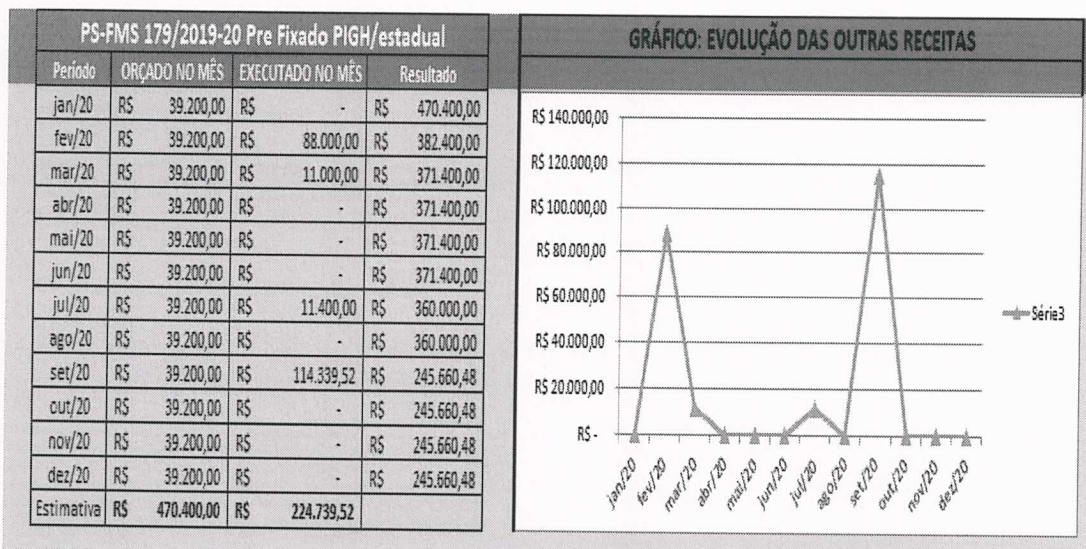 PS-FMS 179/2019-20 Pre Fixado PIGH/estadual
Período ORÇADO NO MÊS EXECUTADO NO MÊS Resultado
jan/20 R$ 39.200,00 R$ - R$ 470.400,00
fev/20 R$ 39.200,00 R$ 88.000,00 R$ 382.400,00
mar/20 R$ 39.200,00 R$ 11.000,00 R$ 371.400,00
abr/20 R$ 39.200,00 R$ - R$ 371.400,00
mai/20 R$ 39.200,00 R$ - R$ 371.400,00
jun/20 R$ 39.200,00 R$ - R$ 371.400,00
jul/20 R$ 39.200,00 R$ 11.400,00 R$ 360.000,00
ago/20 R$ 39.200,00 R$ - R$ 360.000,00
set/20 R$ 39.200,00 R$ 114.339,52 R$ 245.660,48
out/20 R$ 39.200,00 R$ - R$ 245.660,48
nov/20 R$ 39.200,00 R$ - R$ 245.660,48
dez/20 R$ 39.200,00 R$ - R$ 245.660,48
Estimativa R$ 470.400,00 R$ 224.739,52
GRÁFICO: EVOLUÇÃO DAS OUTRAS RECEITAS
R$ 140.000,00
R$ 120.000,00
R$ 100.000,00
R$ 80.000,00
R$ 60.000,00
R$ 40.000,00
R$ 20.000,00
R$ -
jan/20 fev/20 mar/20 abr/20 mai/20 jun/20 jul/20 ago/20 set/20 out/20 nov/20 dez/20
Série3